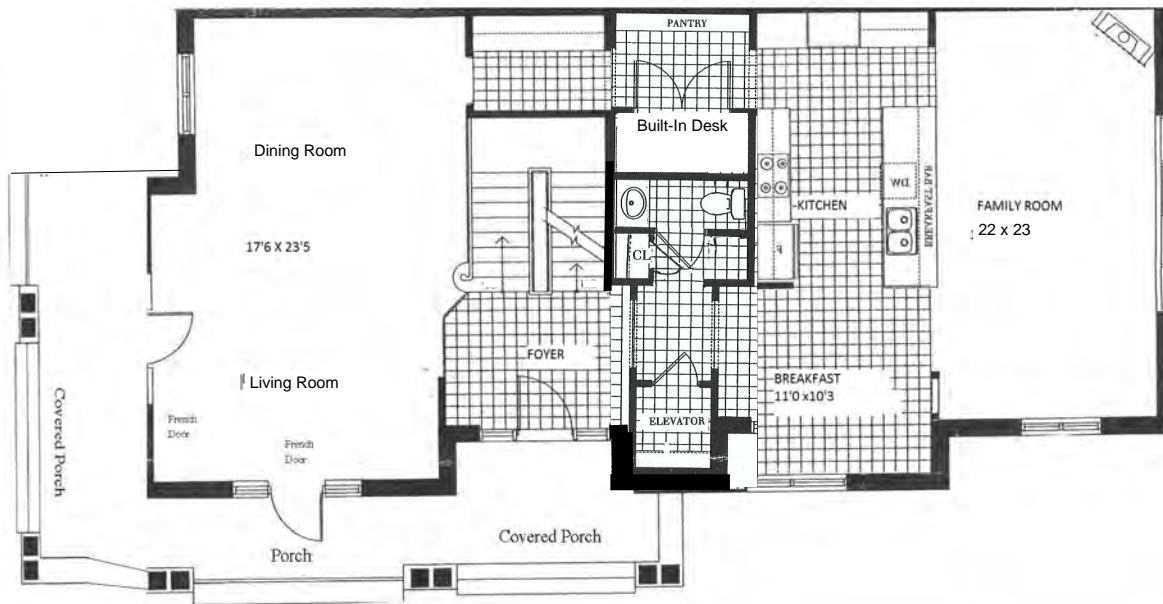 PANTRY
Built-In Desk
Dining Room
KITCHEN
DW
BREAKFAST BAR
FAMILY ROOM
22 x 23
17'6 X 23'5
CL
FOYER
Living Room
BREAKFAST
11'0 x10'3
ELEVATOR
French
Door
French
Door
Covered Porch
Porch
Covered Porch